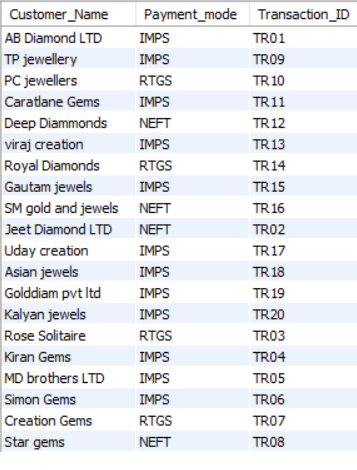 Customer_Name Payment_mode Transaction_ID
AB Diamond LTD IMPS TR01
TP jewellery IMPS TR09
PC jewellers RTGS TR10
Caratlane Gems IMPS TR11
Deep Diammonds NEFT TR12
viraj creation IMPS TR13
Royal Diamonds RTGS TR14
Gautam jewels IMPS TR15
SM gold and jewels NEFT TR16
Jeet Diamond LTD NEFT TR02
Uday creation IMPS TR17
Asian jewels IMPS TR18
Golddiam pvt ltd IMPS TR19
Kalyan jewels IMPS TR20
Rose Solitaire RTGS TR03
Kiran Gems IMPS TR04
MD brothers LTD IMPS TR05
Simon Gems IMPS TR06
Creation Gems RTGS TR07
Star gems NEFT TR08